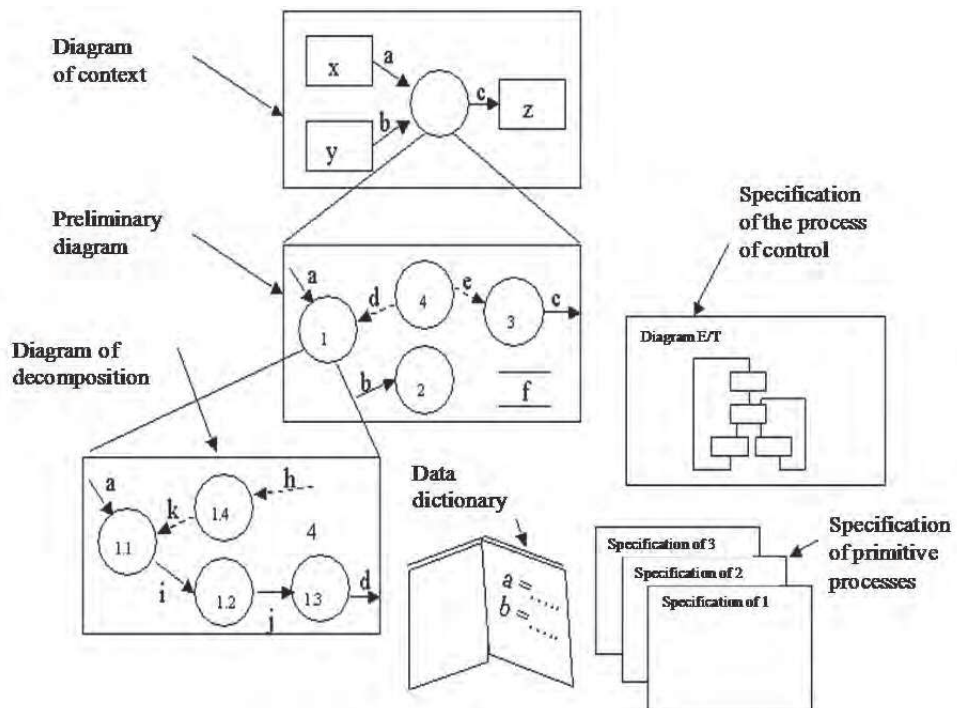 Diagram
of context
x
a
y
b
c
z
Preliminary
diagram
a
1
d
4
e
3
c
b
2
f
Specification
of the process
of control
Diagram E/T
Diagram of
decomposition
a
1.1
k
1.4
h
4
i
1.2
j
1.3
d
Data
dictionary
a = .....
b = .....
Specification of 3
Specification of 2
Specification of 1
Specification
of primitive
processes